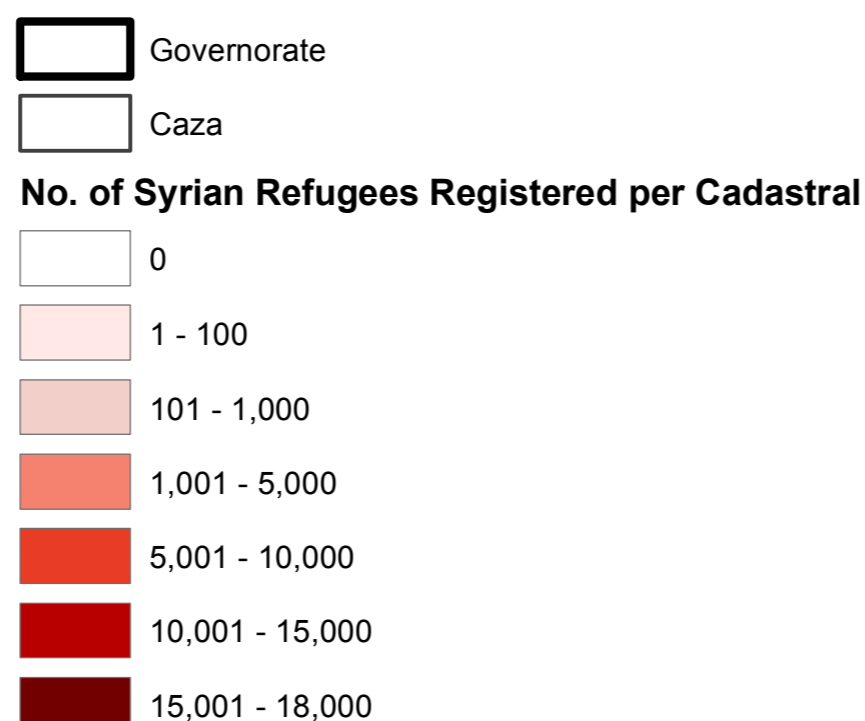 Governorate
Caza
No. of Syrian Refugees Registered per Cadastral
0
1 - 100
101 - 1,000
1,001 - 5,000
5,001 - 10,000
10,001 - 15,000
15,001 - 18,000